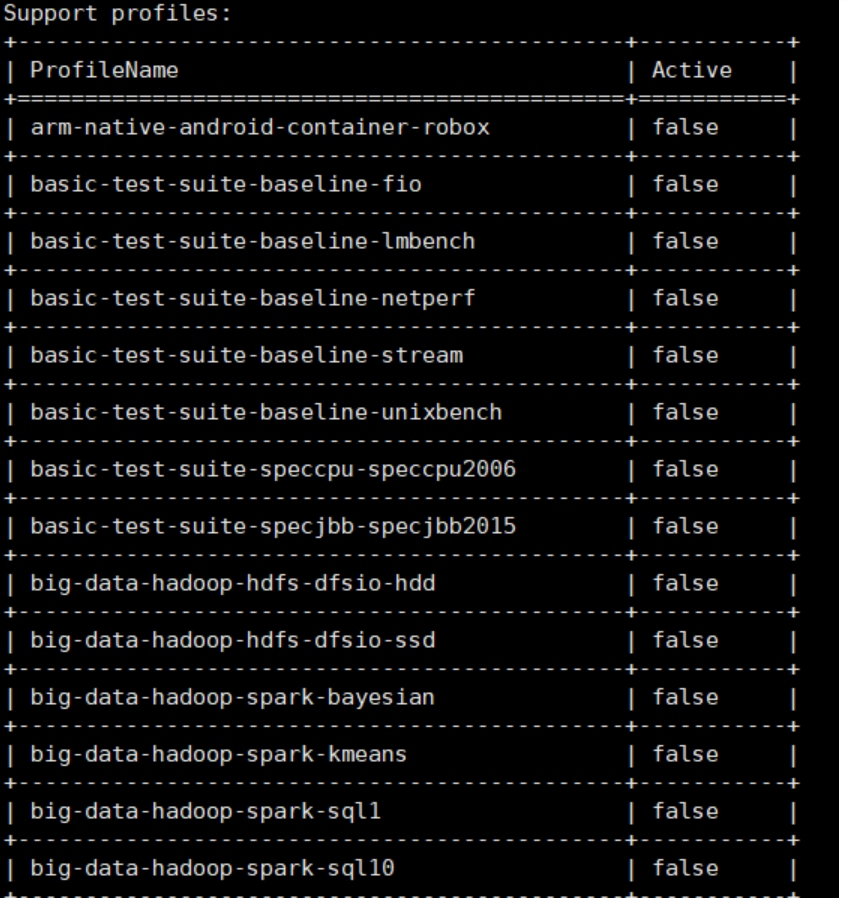 Support profiles:
+---------------------------------------------+-----------+
| ProfileName                                 | Active    |
+=============================================+===========+
| arm-native-android-container-robox          | false     |
+---------------------------------------------+-----------+
| basic-test-suite-baseline-fio               | false     |
+---------------------------------------------+-----------+
| basic-test-suite-baseline-lmbench           | false     |
+---------------------------------------------+-----------+
| basic-test-suite-baseline-netperf           | false     |
+---------------------------------------------+-----------+
| basic-test-suite-baseline-stream            | false     |
+---------------------------------------------+-----------+
| basic-test-suite-baseline-unixbench         | false     |
+---------------------------------------------+-----------+
| basic-test-suite-speccpu-speccpu2006        | false     |
+---------------------------------------------+-----------+
| basic-test-suite-specjbb-specjbb2015        | false     |
+---------------------------------------------+-----------+
| big-data-hadoop-hdfs-dfsio-hdd              | false     |
+---------------------------------------------+-----------+
| big-data-hadoop-hdfs-dfsio-ssd              | false     |
+---------------------------------------------+-----------+
| big-data-hadoop-spark-bayesian              | false     |
+---------------------------------------------+-----------+
| big-data-hadoop-spark-kmeans                | false     |
+---------------------------------------------+-----------+
| big-data-hadoop-spark-sql1                  | false     |
+---------------------------------------------+-----------+
| big-data-hadoop-spark-sql10                 | false     |
+---------------------------------------------+-----------+